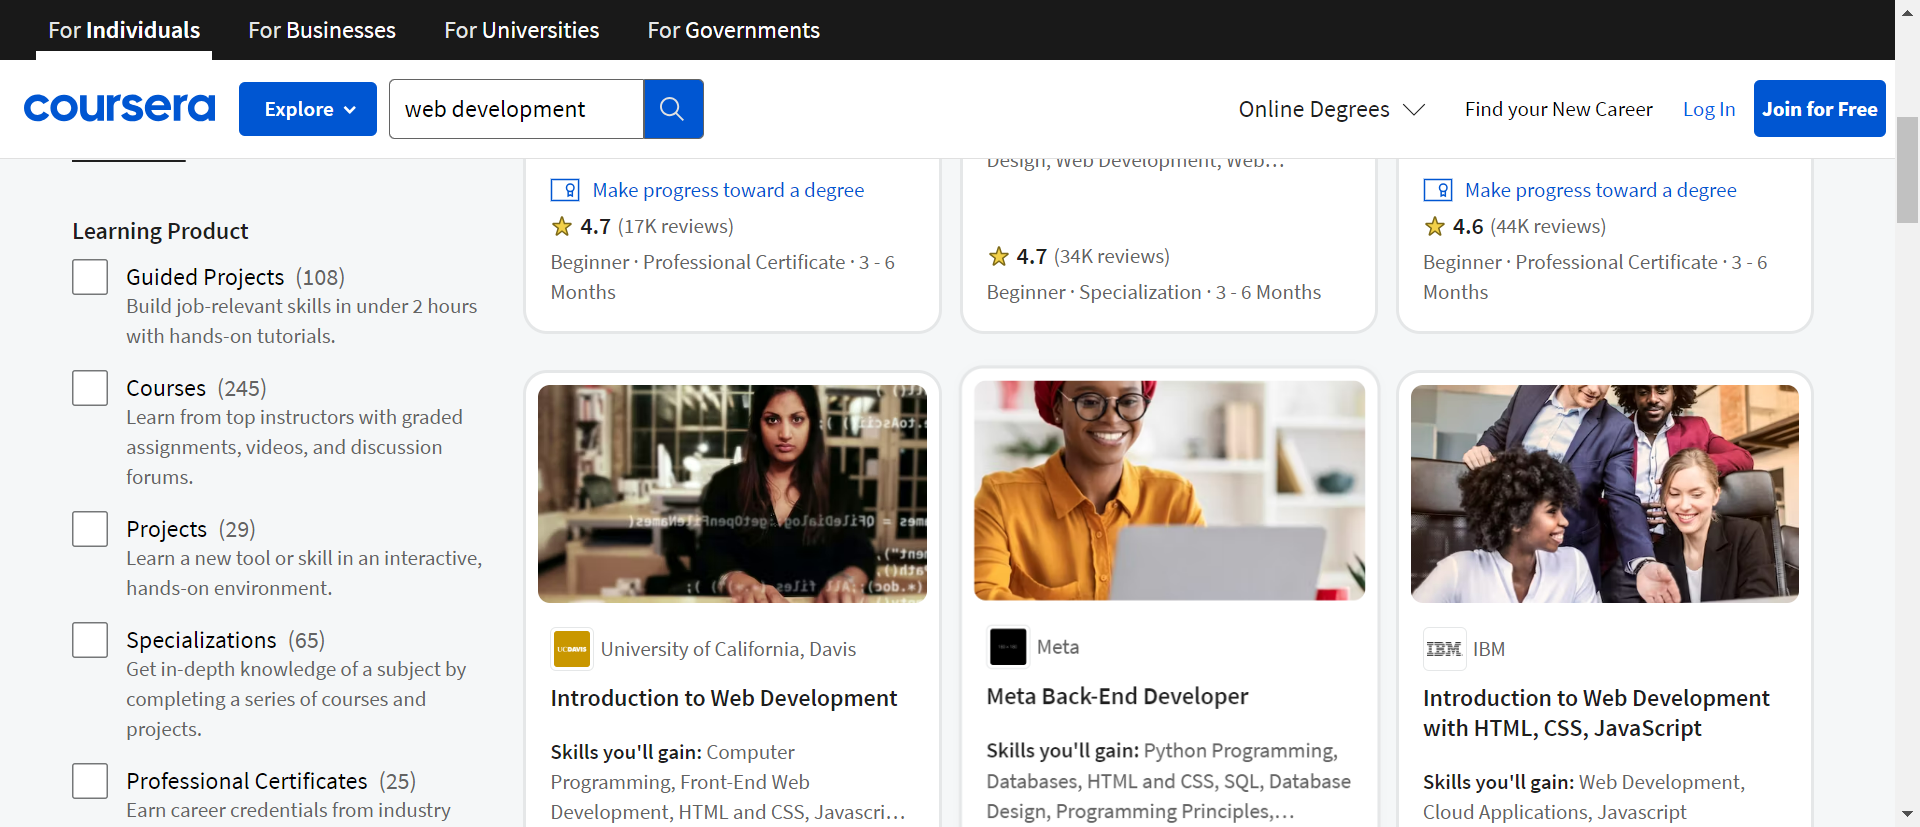 For Individuals
For Businesses
For Universities
For Governments
coursera
Explore
web development
Online Degrees
Find your New Career
Log In
Join for Free
Learning Product
Guided Projects (108)
Build job-relevant skills in under 2 hours
with hands-on tutorials.
Courses (245)
Learn from top instructors with graded
assignments, videos, and discussion
forums.
Projects (29)
Learn a new tool or skill in an interactive,
hands-on environment.
Specializations (65)
Get in-depth knowledge of a subject by
completing a series of courses and
projects.
Professional Certificates (25)
Earn career credentials from industry
Make progress toward a degree
4.7 (17K reviews)
Beginner · Professional Certificate · 3 - 6
Months
Design, Web Development, Web…
4.7 (34K reviews)
Beginner · Specialization · 3 - 6 Months
Make progress toward a degree
4.6 (44K reviews)
Beginner · Professional Certificate · 3 - 6
Months
UCDAVIS
University of California, Davis
Introduction to Web Development
Skills you'll gain: Computer
Programming, Front-End Web
Development, HTML and CSS, Javascri…
Meta
Meta Back-End Developer
Skills you'll gain: Python Programming,
Databases, HTML and CSS, SQL, Database
Design, Programming Principles,…
IBM
IBM
Introduction to Web Development
with HTML, CSS, JavaScript
Skills you'll gain: Web Development,
Cloud Applications, Javascript